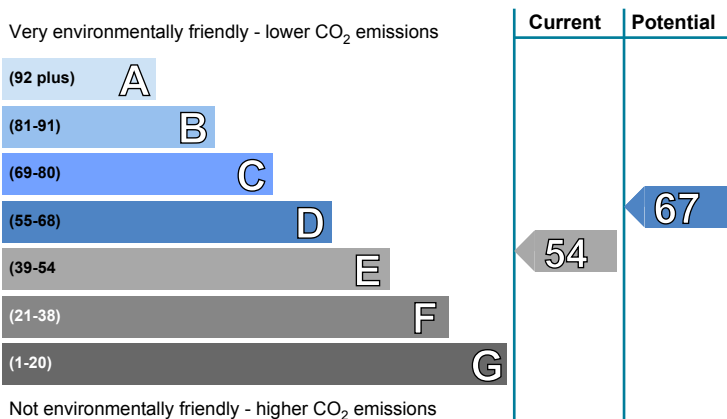 Current Potential
Very environmentally friendly - lower CO2 emissions
(92 plus) A
(81-91) B
(69-80) C
67
(55-68) D
54
(39-54 E
(21-38) F
(1-20) G
Not environmentally friendly - higher CO2 emissions